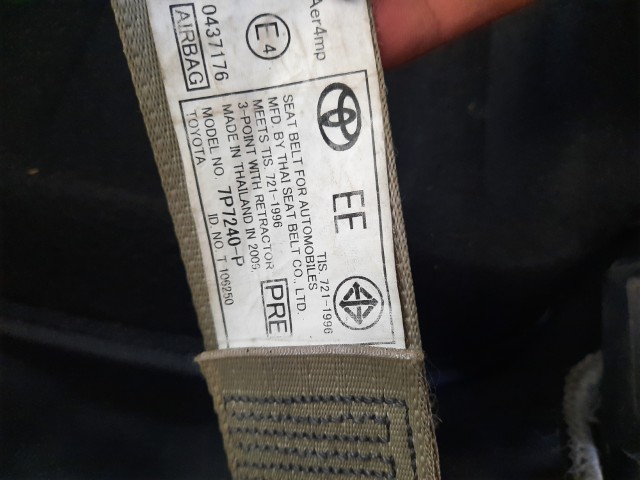 Aer4mp
E4
0437176
AIRBAG
EE
TIS. 721-1996
SEAT BELT FOR AUTOMOBILES
MFD. BY THAI SEAT BELT CO., LTD.
MEETS TIS. 721-1996
3-POINT WITH RETRACTOR
PRE
MADE IN THAILAND IN 2005.
MODEL NO. 7P7240-P
TOYOTA ID. NO. T 106250